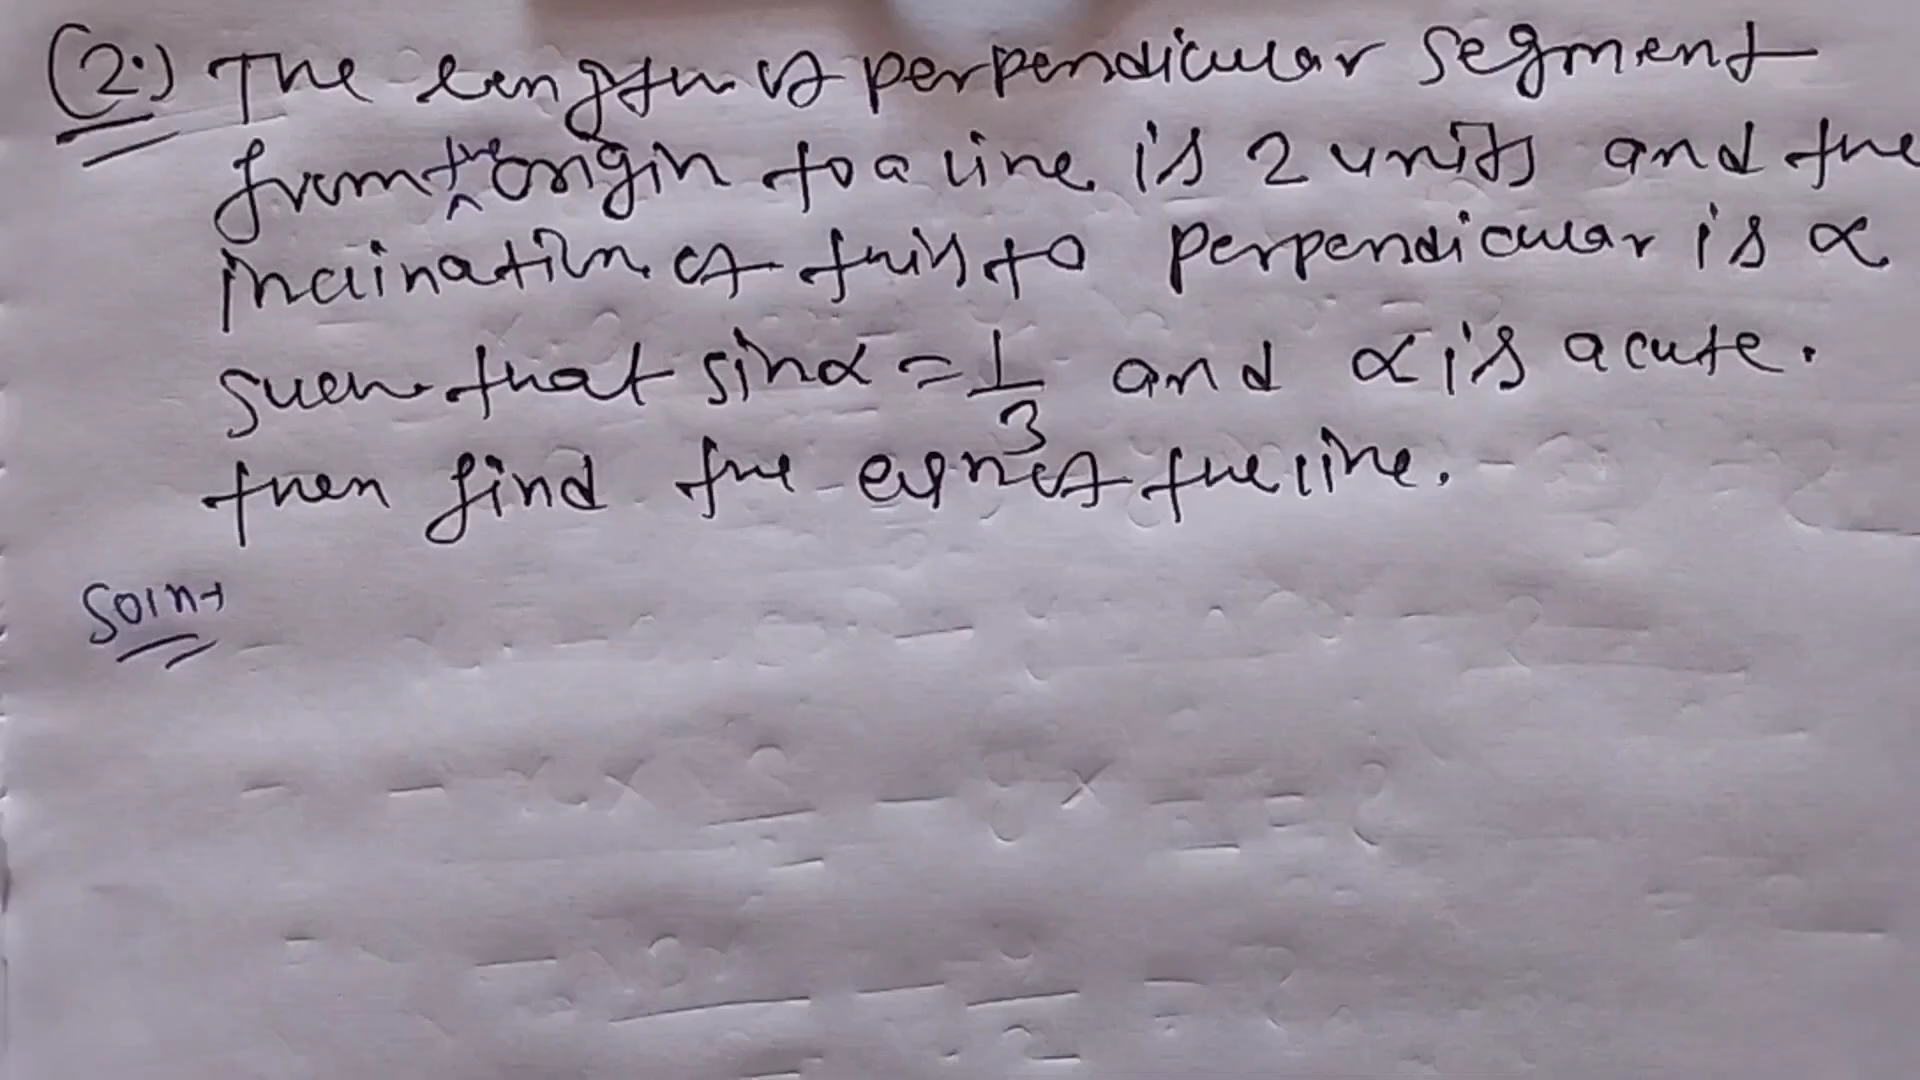 (2.) The length of perpendicular segment
from the origin to a line is 2 units and the
inclination of this to perpendicular is α
such that sinα = 1/3 and α is acute.
then find the eqn of the line.
Soln→